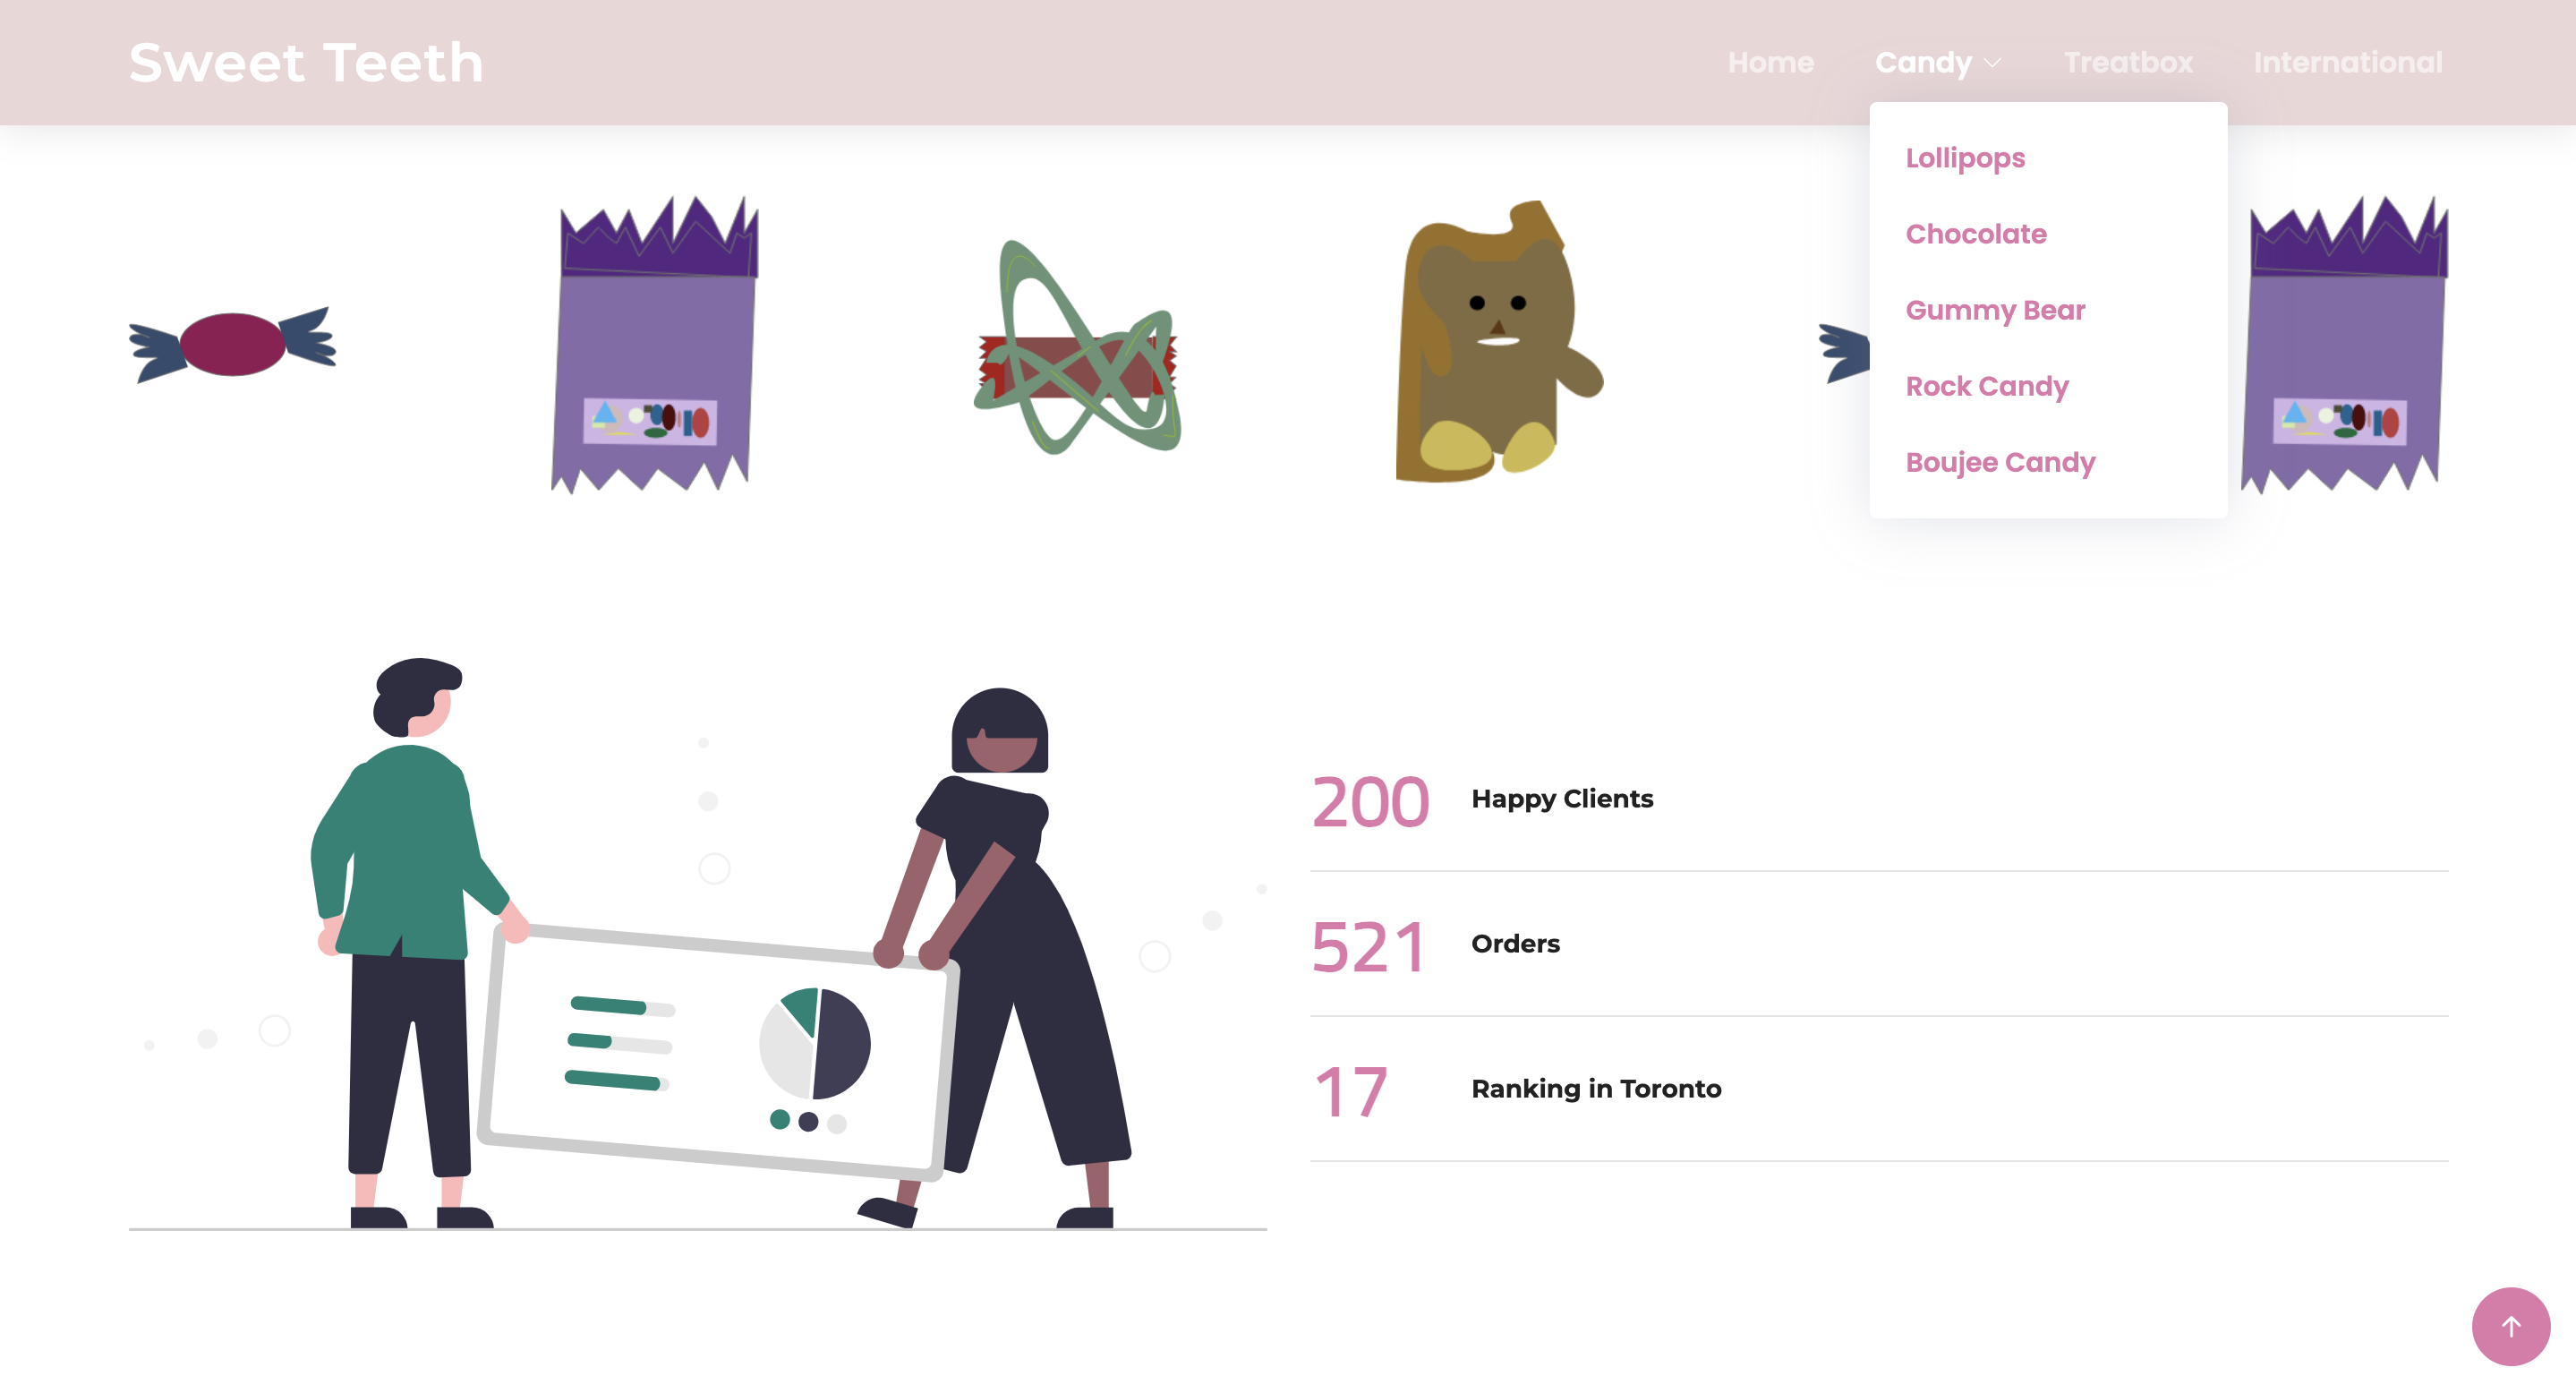 Sweet Teeth
Home
Candy
Treatbox
International
Lollipops
Chocolate
Gummy Bear
Rock Candy
Boujee Candy
200 Happy Clients
521 Orders
17 Ranking in Toronto